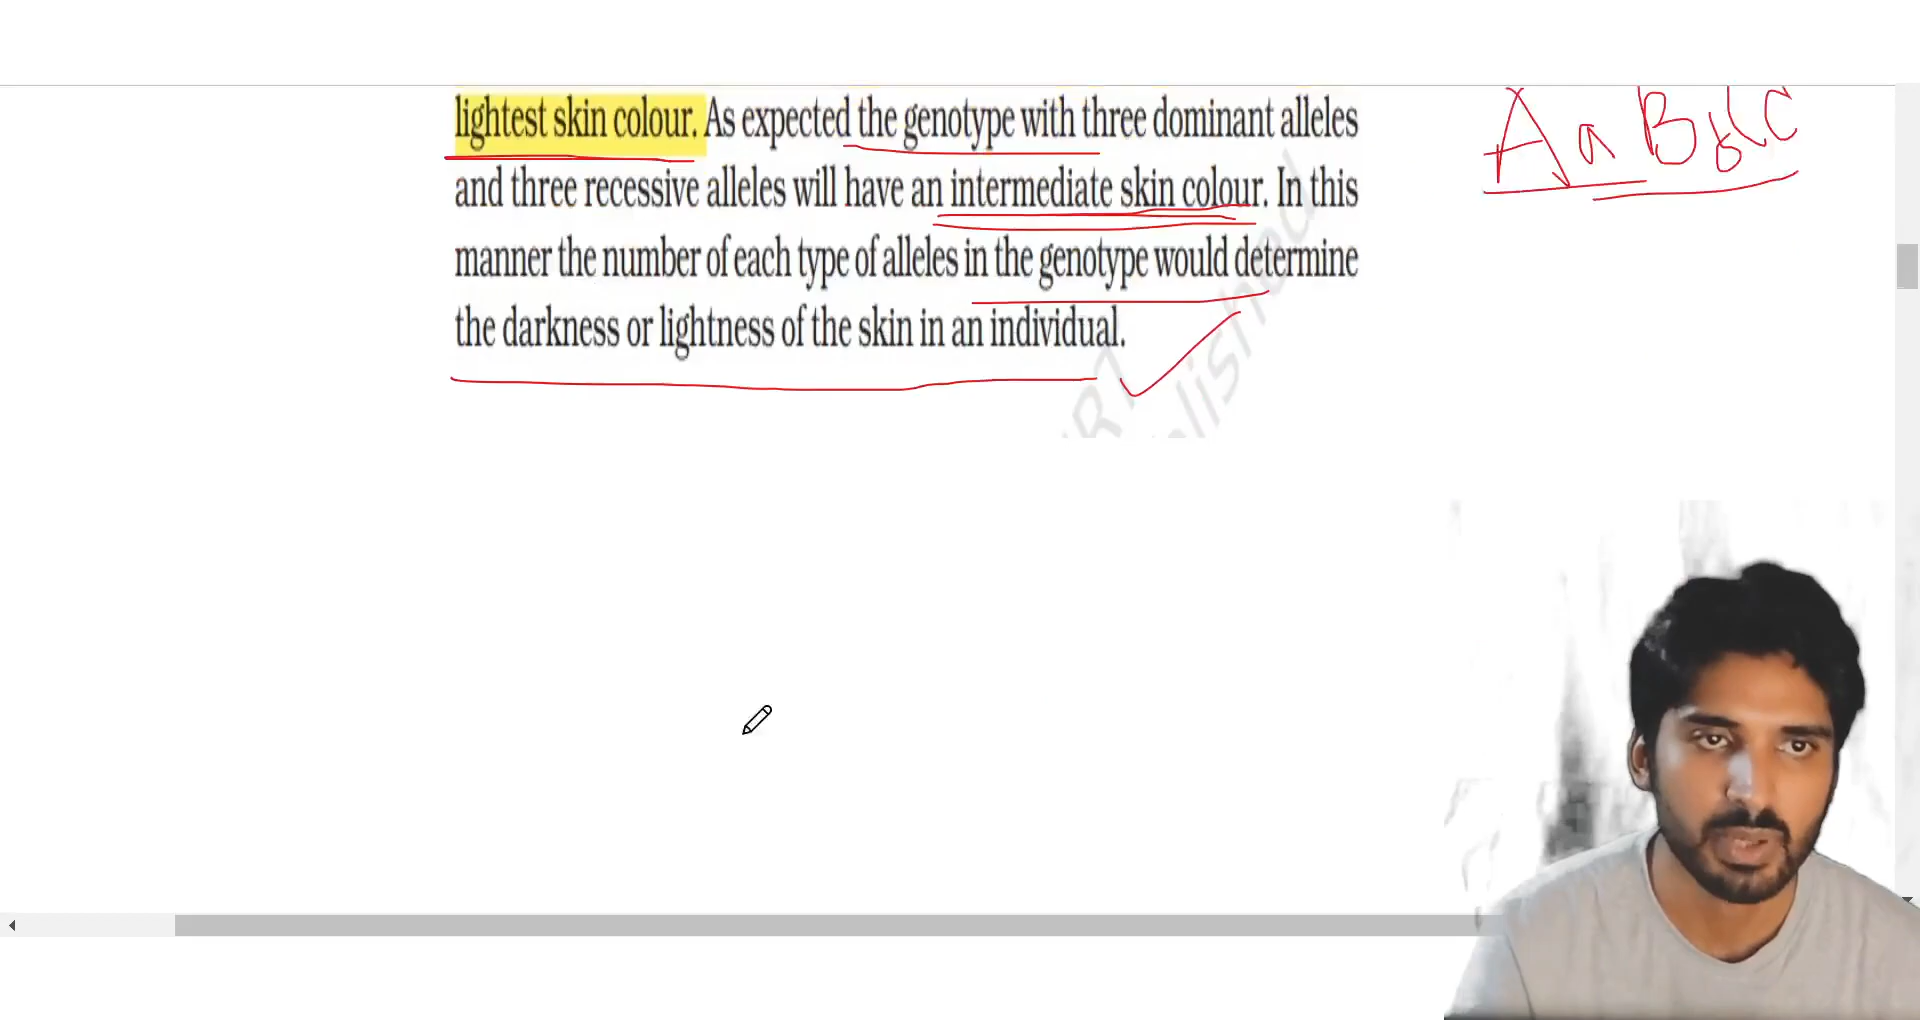 lightest skin colour. As expected the genotype with three dominant alleles
and three recessive alleles will have an intermediate skin colour. In this
manner the number of each type of alleles in the genotype would determine
the darkness or lightness of the skin in an individual.
A a B b